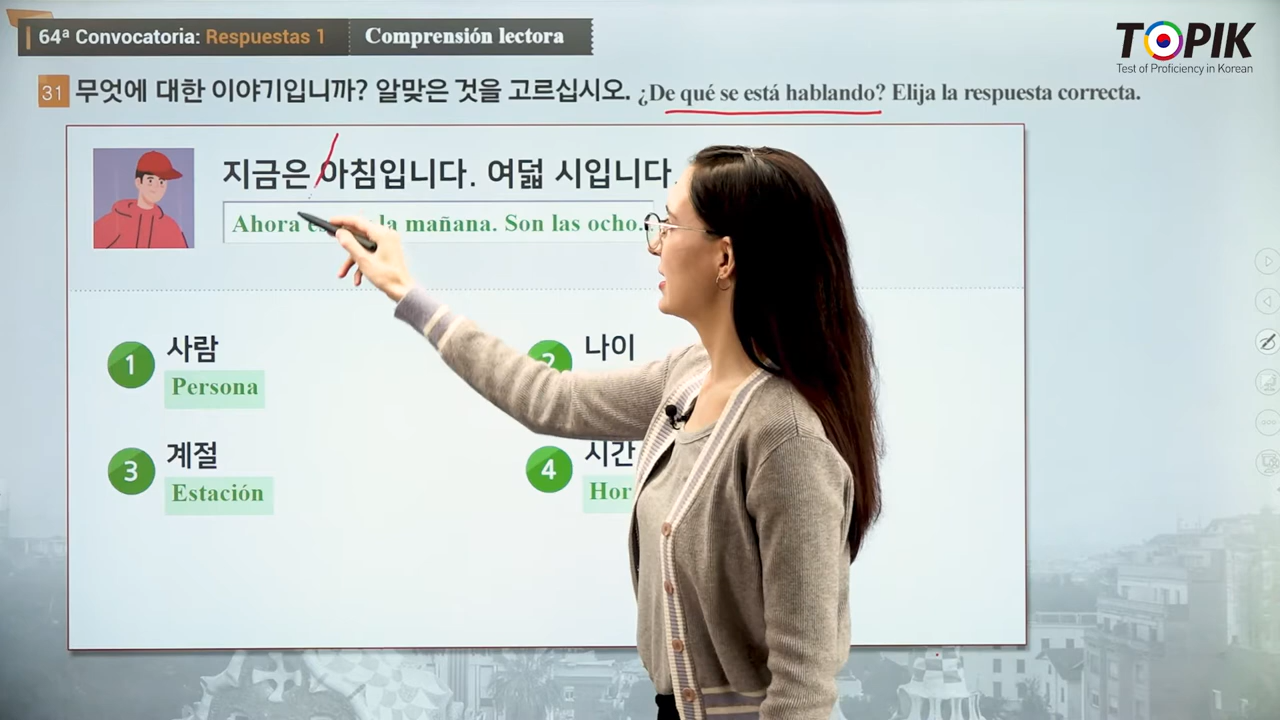 64ª Convocatoria: Respuestas 1 Comprensión lectora
TOPIK
Test of Proficiency in Korean
31 무엇에 대한 이야기입니까? 알맞은 것을 고르십시오. ¿De qué se está hablando? Elija la respuesta correcta.
지금은 아침입니다. 여덟 시입니다.
Ahora la mañana. Son las ocho.
1 사람
Persona
2 나이
3 계절
Estación
4 시간